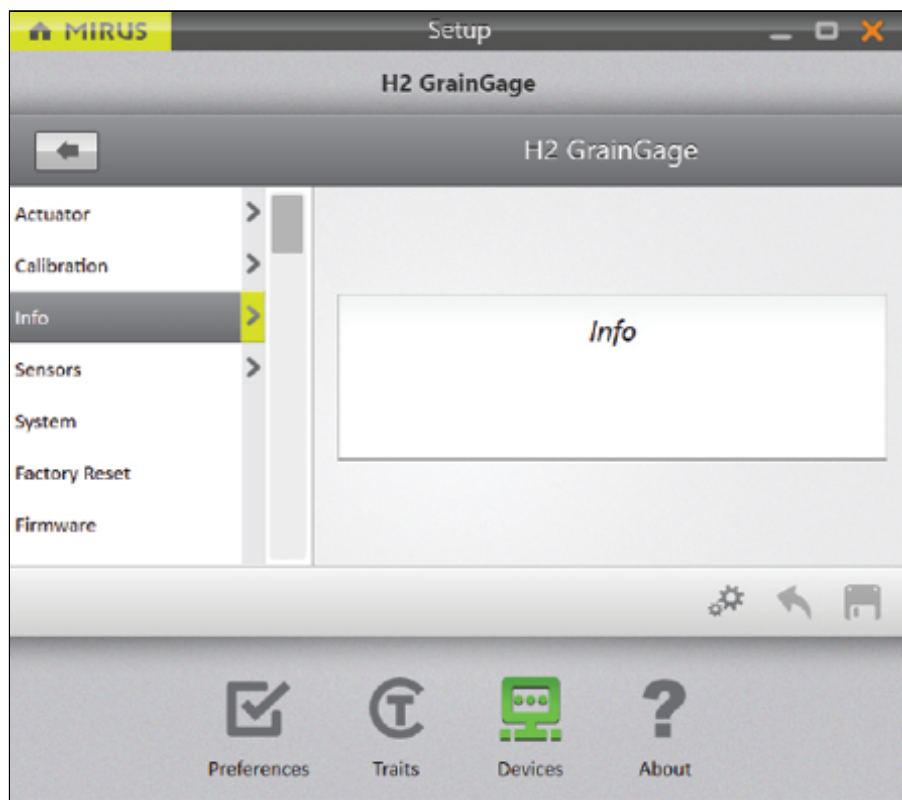 MIRUS
Setup
H2 GrainGage
H2 GrainGage
Actuator
Calibration
Info
Sensors
System
Factory Reset
Firmware
Info
Preferences
Traits
Devices
About